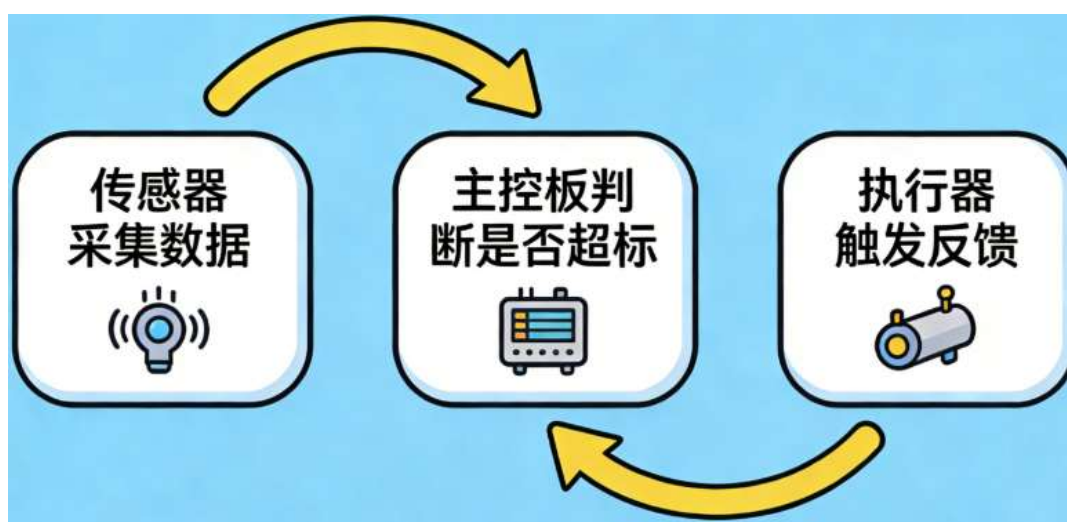 传感器
采集数据
主控板判
断是否超标
执行器
触发反馈